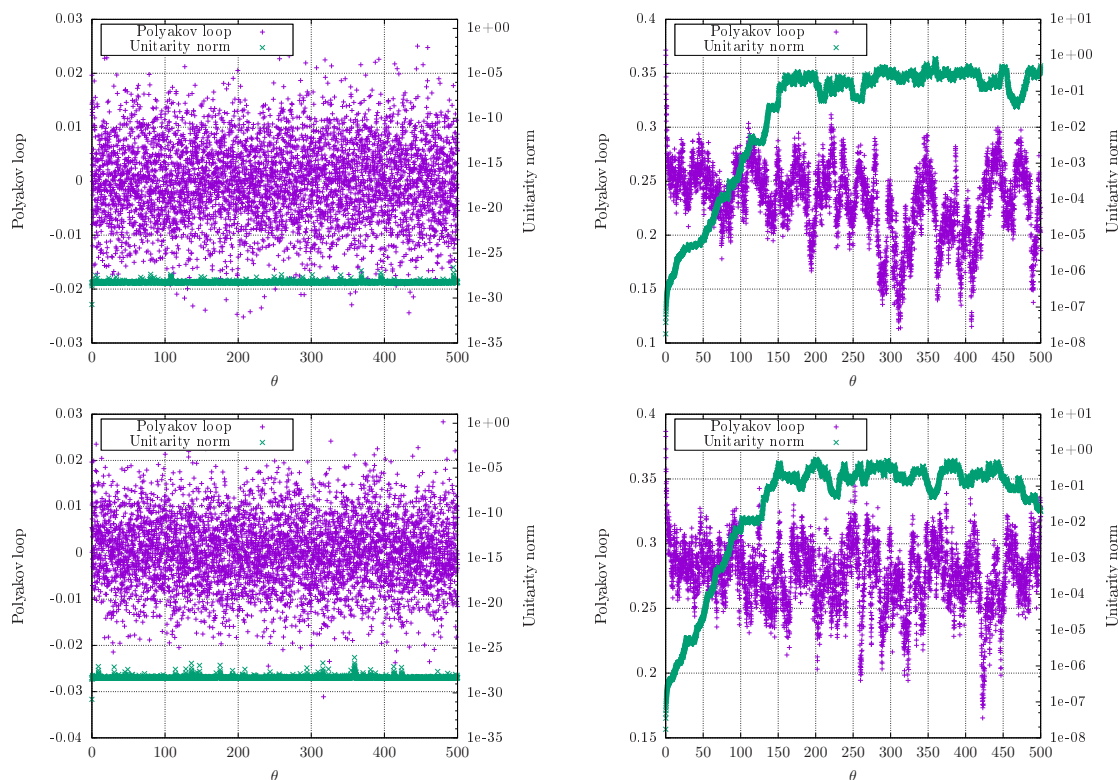 Polyakov loop
Unitarity norm
0.03
0.02
0.01
0
-0.01
-0.02
-0.03
1e+00
1e-05
1e-10
1e-15
1e-20
1e-25
1e-30
1e-35
0 100 200 300 400 500
θ
Polyakov loop
Unitarity norm
Polyakov loop
Unitarity norm
0.4
0.35
0.3
0.25
0.2
0.15
0.1
1e+01
1e+00
1e-01
1e-02
1e-03
1e-04
1e-05
1e-06
1e-07
1e-08
0 50 100 150 200 250 300 350 400 450 500
θ
Polyakov loop
Unitarity norm
Polyakov loop
Unitarity norm
0.03
0.02
0.01
0
-0.01
-0.02
-0.03
-0.04
1e+00
1e-05
1e-10
1e-15
1e-20
1e-25
1e-30
1e-35
0 100 200 300 400 500
θ
Polyakov loop
Unitarity norm
Polyakov loop
Unitarity norm
0.4
0.35
0.3
0.25
0.2
0.15
1e+01
1e+00
1e-01
1e-02
1e-03
1e-04
1e-05
1e-06
1e-07
1e-08
0 50 100 150 200 250 300 350 400 450 500
θ
Polyakov loop
Unitarity norm